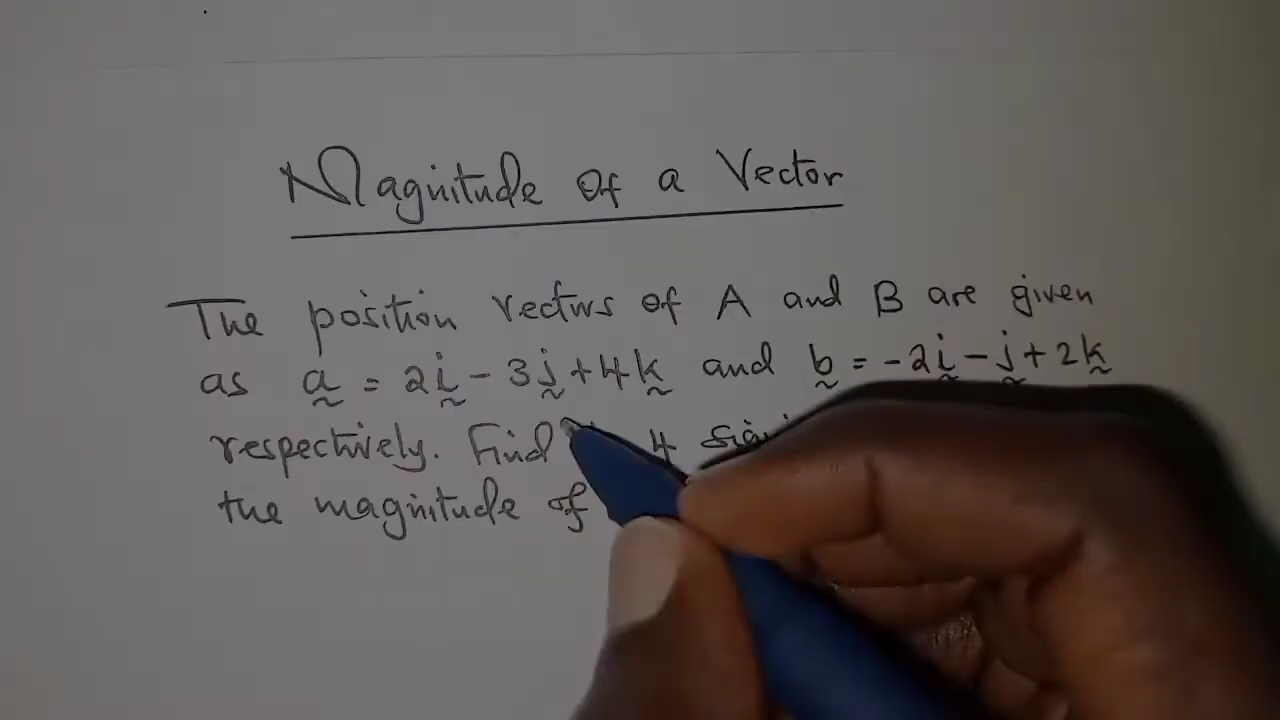 Magnitude of a Vector
The position vectors of A and B are given
as a = 2i - 3j + 4k and b = -2i - j + 2k
respectively. Find 4
the magnitude of